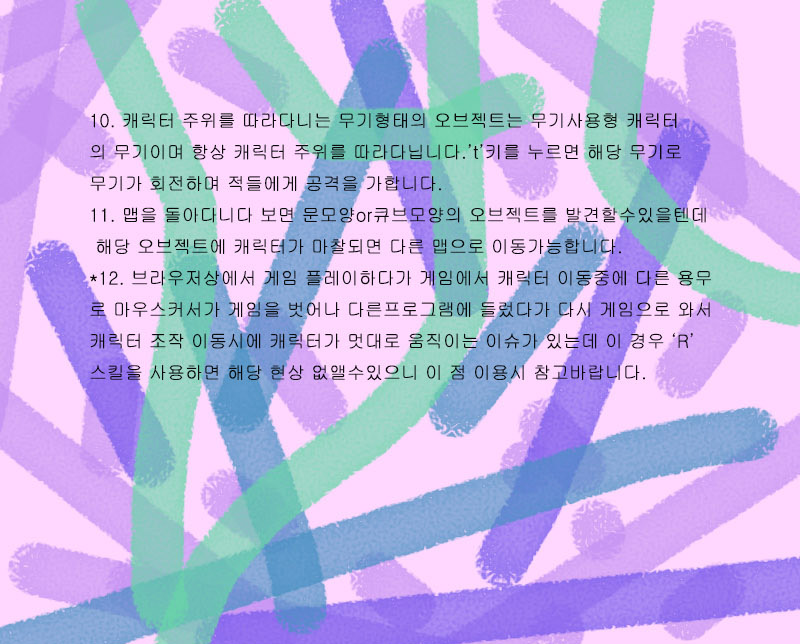 10. 캐릭터 주위를 따라다니는 무기형태의 오브젝트는 무기사용형 캐릭터
의 무기이며 항상 캐릭터 주위를 따라다닙니다.'t'키를 누르면 해당 무기로
무기가 회전하며 적들에게 공격을 가합니다.
11. 맵을 돌아다니다 보면 문모양or큐브모양의 오브젝트를 발견할수있을텐데
해당 오브젝트에 캐릭터가 마찰되면 다른 맵으로 이동가능합니다.
*12. 브라우저상에서 게임 플레이하다가 게임에서 캐릭터 이동중에 다른 용무
로 마우스커서가 게임을 벗어나 다른프로그램에 들렀다가 다시 게임으로 와서
캐릭터 조작 이동시에 캐릭터가 멋대로 움직이는 이슈가 있는데 이 경우 ‘R’
스킬을 사용하면 해당 현상 없앨수있으니 이 점 이용시 참고바랍니다.